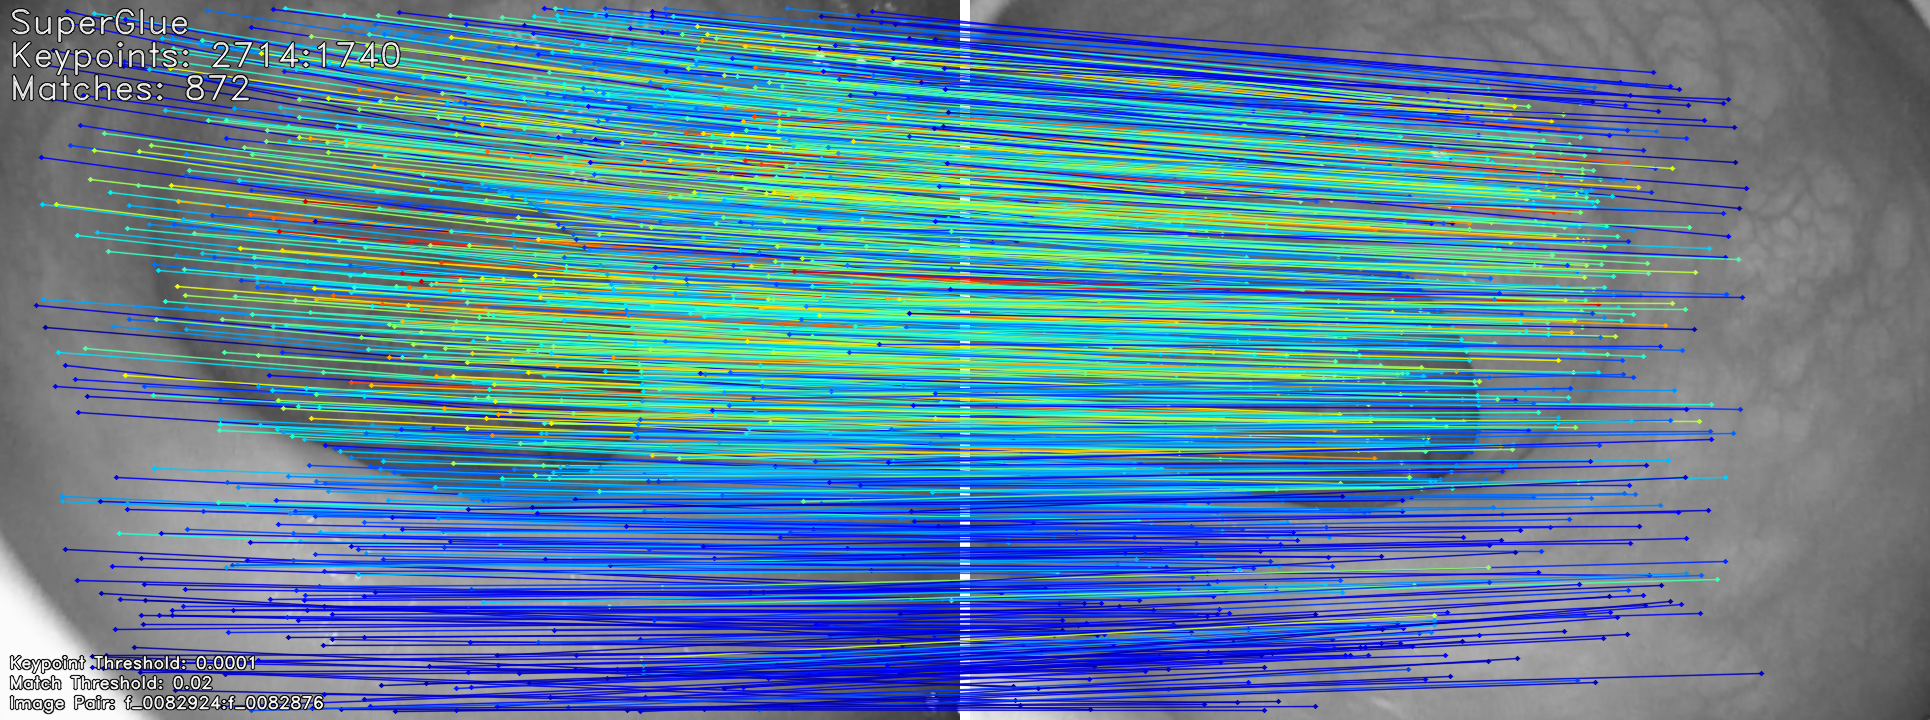 SuperGlue
Keypoints: 2714:1740
Matches: 872
Keypoint Threshold: 0.0001
Match Threshold: 0.02
Image Pair: f_0082924:f_0082876